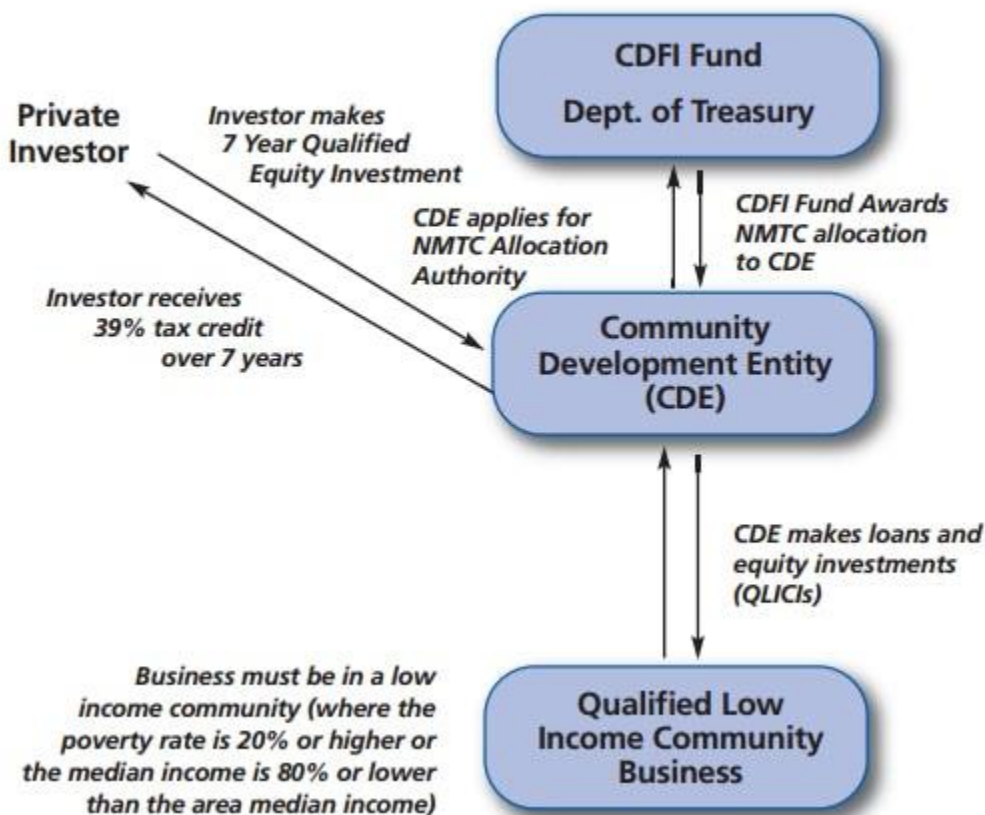 CDFI Fund
Dept. of Treasury
Private
Investor
Investor makes
7 Year Qualified
Equity Investment
CDE applies for
NMTC Allocation
Authority
CDFI Fund Awards
NMTC allocation
to CDE
Investor receives
39% tax credit
over 7 years
Community
Development Entity
(CDE)
CDE makes loans and
equity investments
(QLICIs)
Business must be in a low
income community (where the
poverty rate is 20% or higher or
the median income is 80% or lower
than the area median income)
Qualified Low
Income Community
Business